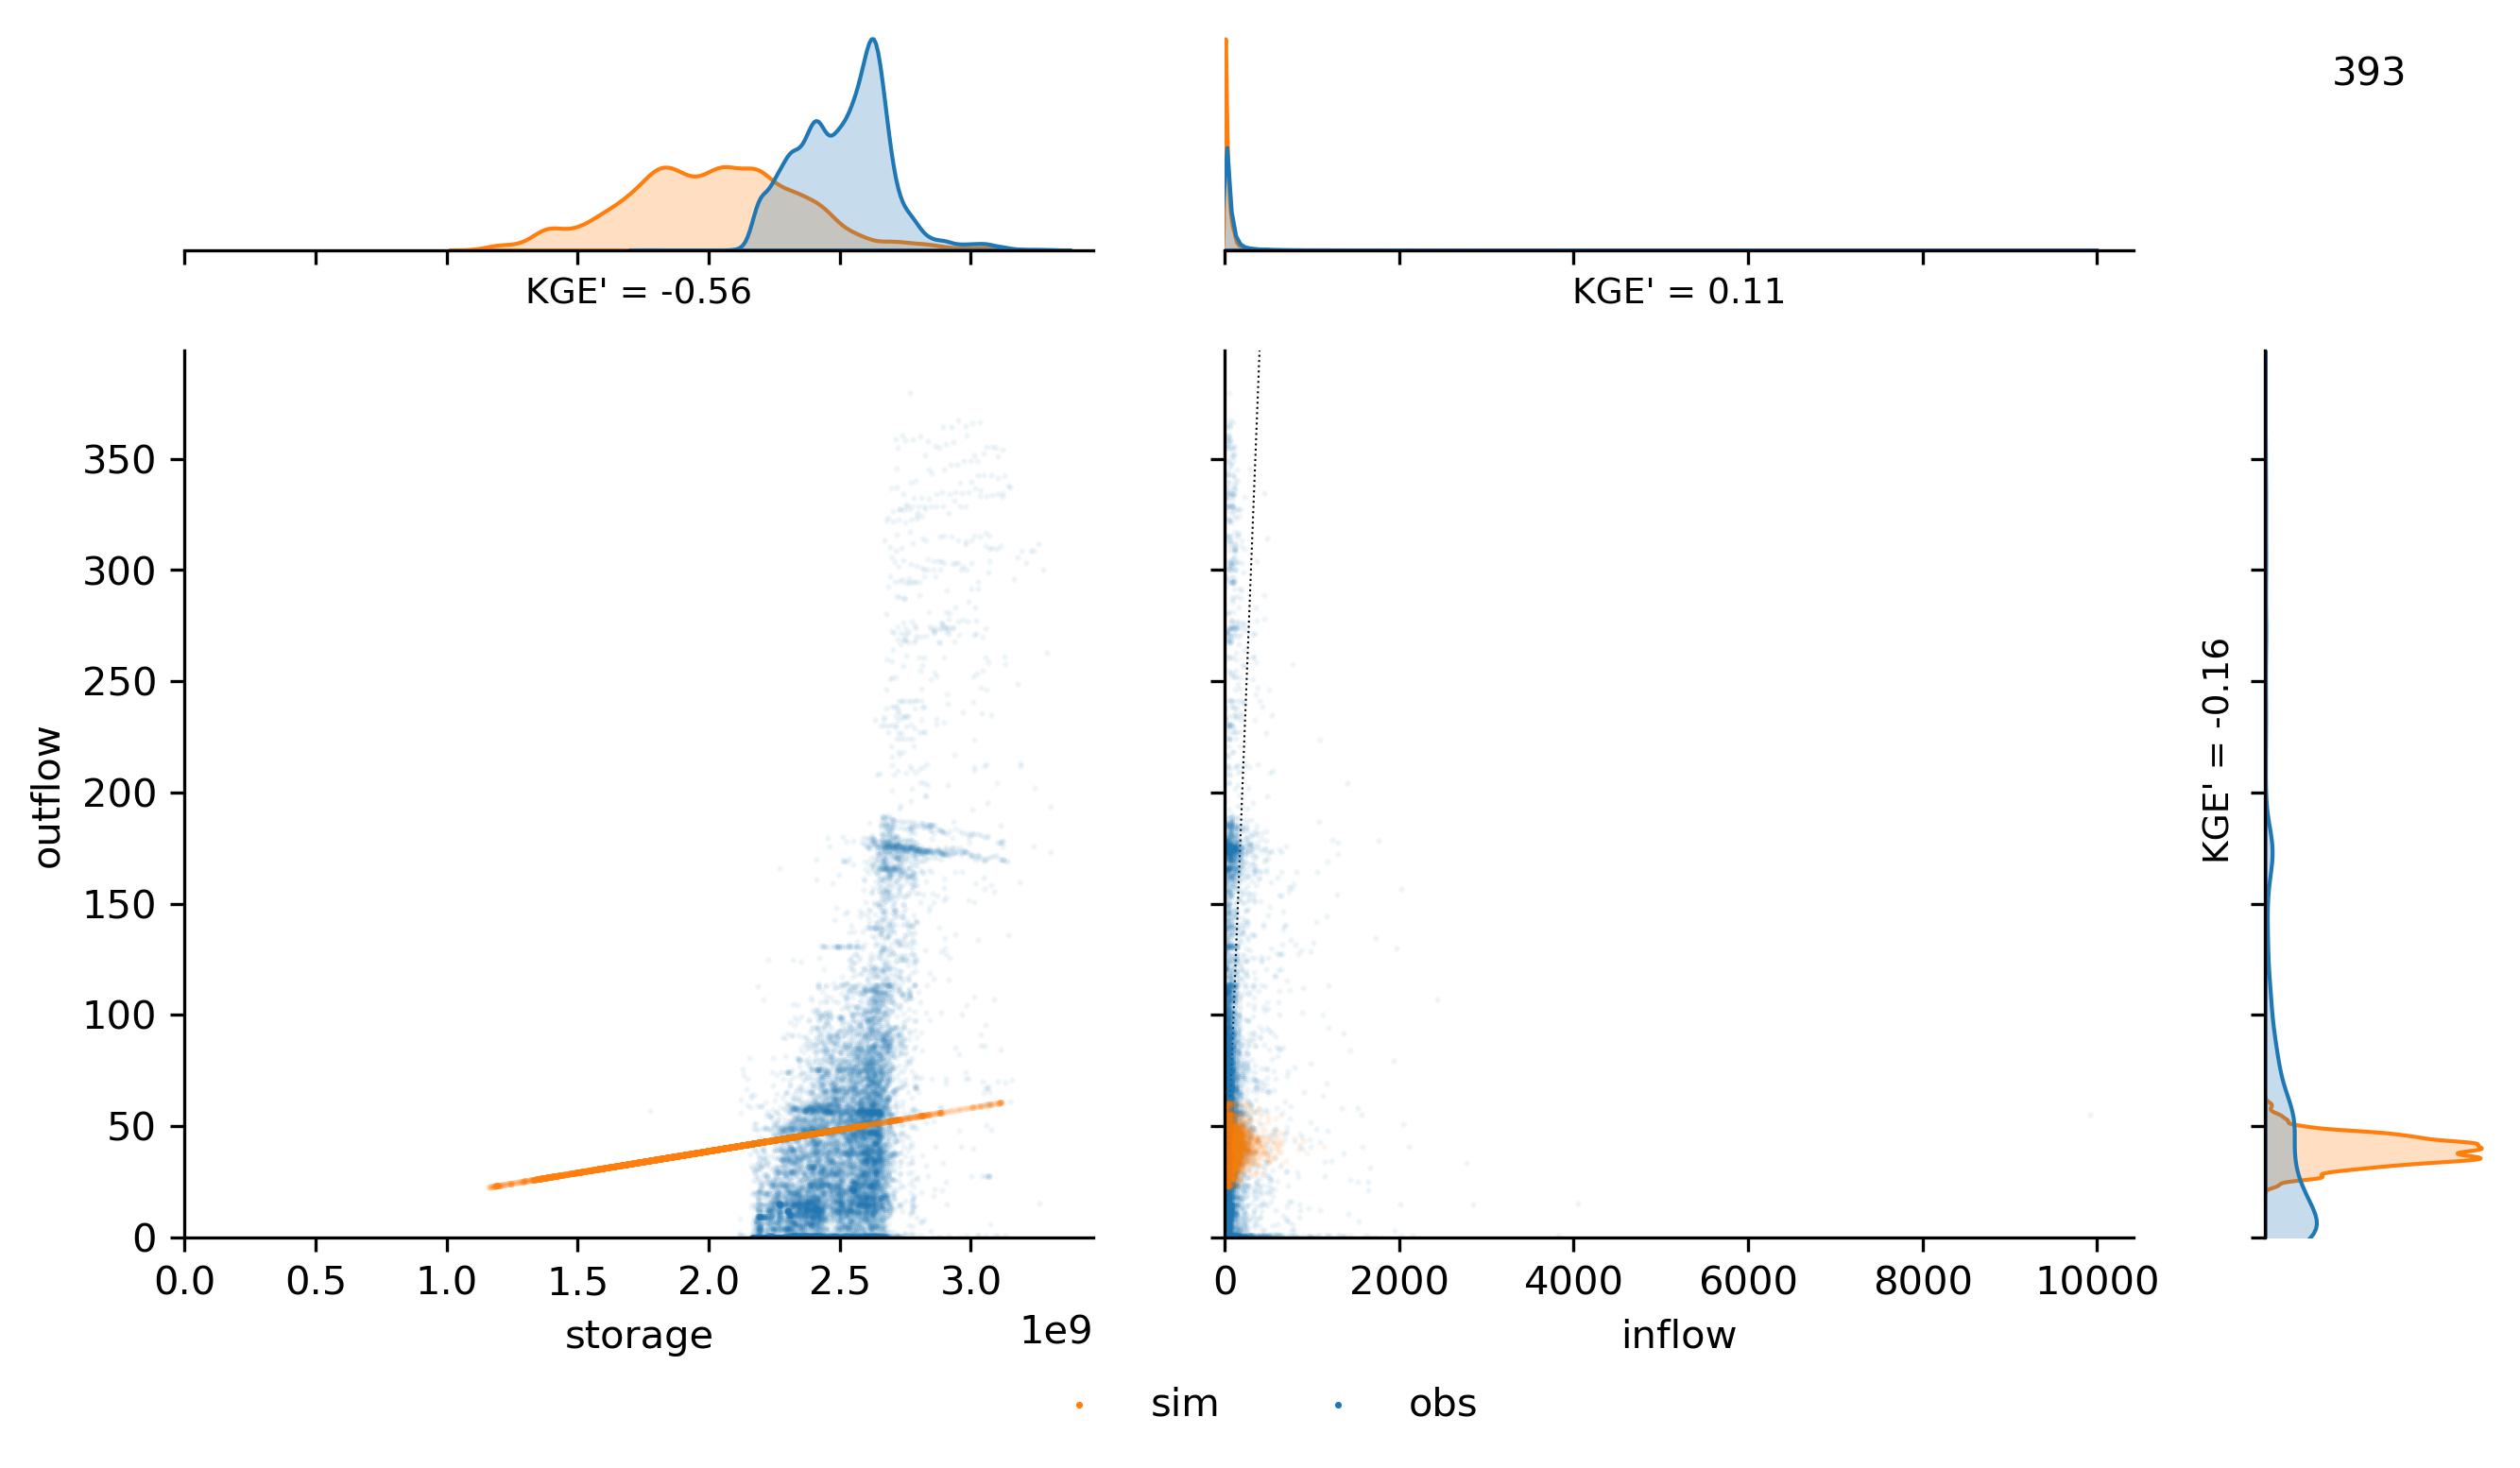 393
KGE' = -0.56
KGE' = 0.11
outflow
350
300
250
200
150
100
50
0
KGE' = -0.16
0.0 0.5 1.0 1.5 2.0 2.5 3.0
1e9
storage
0 2000 4000 6000 8000 10000
inflow
sim obs